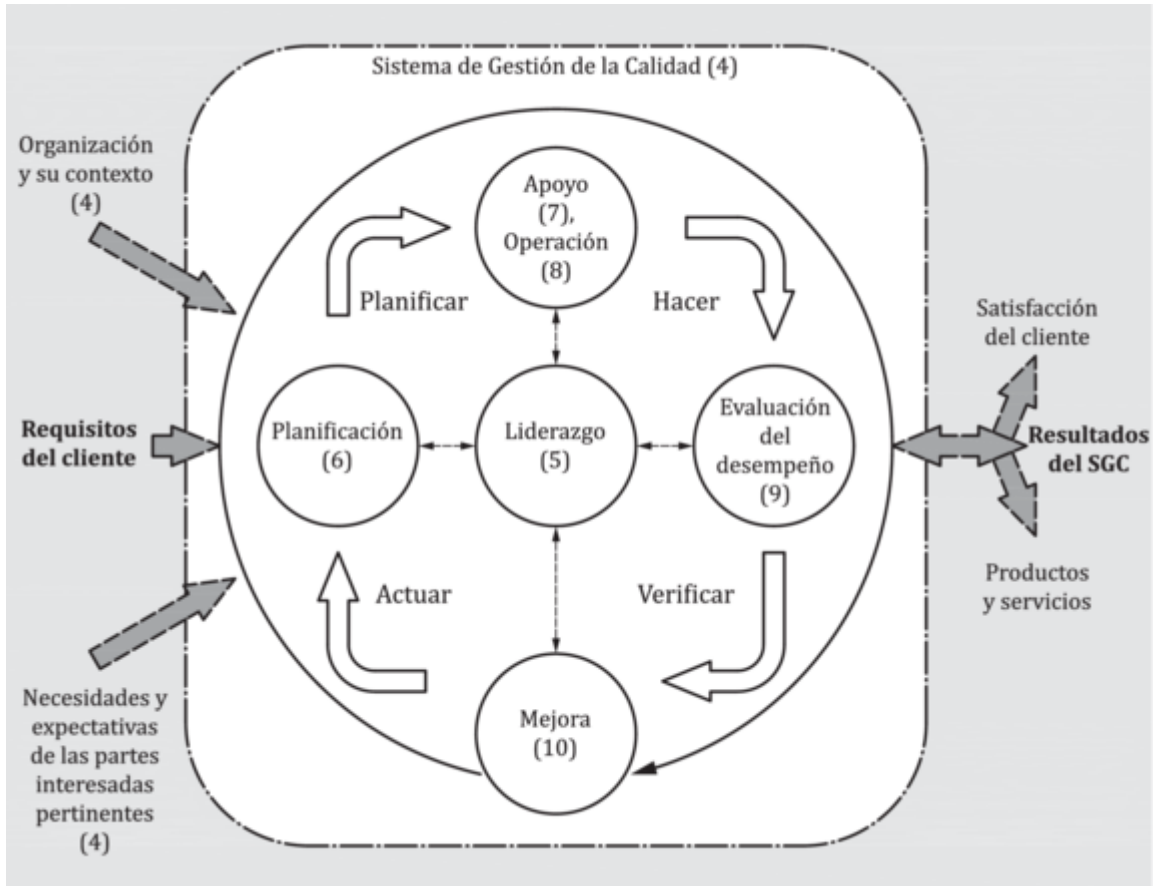 Sistema de Gestión de la Calidad (4)
Organización
y su contexto
(4)
Apoyo
(7),
Operación
(8)
Planificar
Hacer
Satisfacción
del cliente
Requisitos
del cliente
Planificación
(6)
Liderazgo
(5)
Evaluación
del
desempeño
(9)
Resultados
del SGC
Actuar
Verificar
Productos
y servicios
Necesidades y
expectativas
de las partes
interesadas
pertinentes
(4)
Mejora
(10)